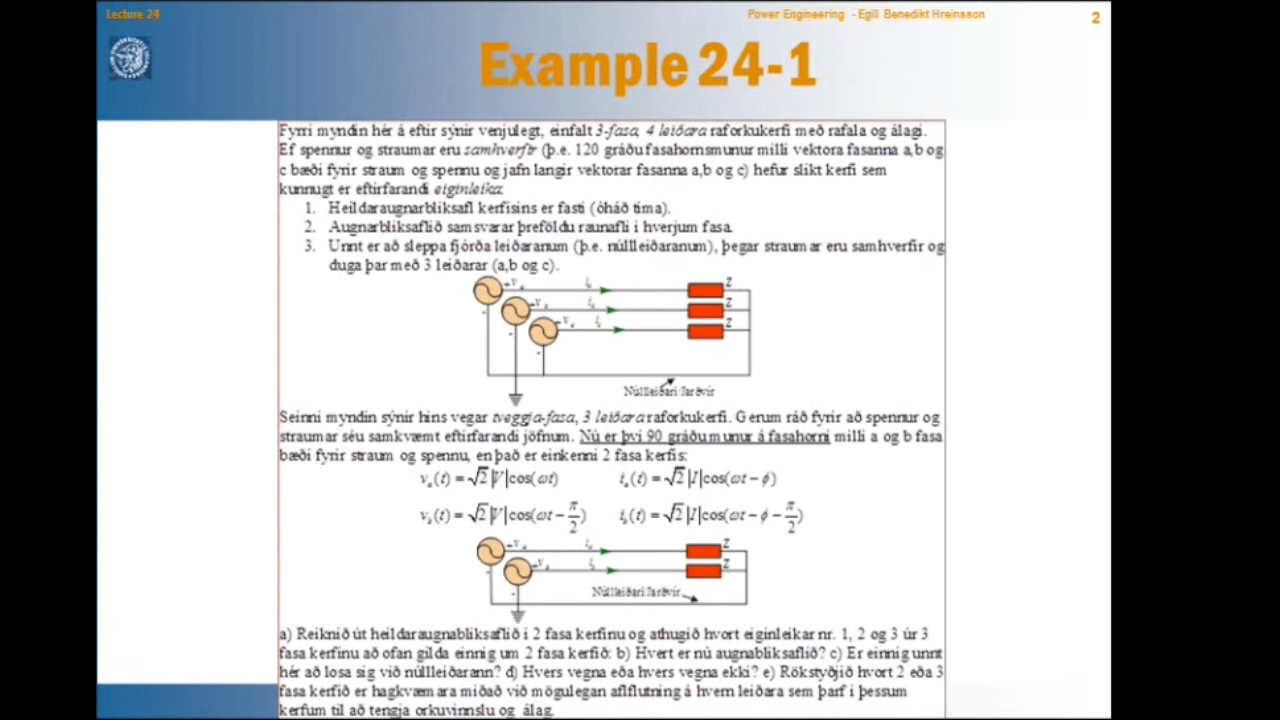 Lecture 24
Power Engineering - Egill Benedikt Hreinsson
2
Example 24-1
Fyrri myndin hér á eftir sýnir venjulegt, einfalt 3-fasa, 4 leiðara raforkukerfi með rafala og álagi.
Ef spennur og straumar eru samhverfir (þ.e. 120 gráðu fasahornsmunur milli vektora fasanna a,b og
c bæði fyrir straum og spennu og jafn langir vektorar fasanna a,b og c) hefur slíkt kerfi sem
kunnugt er eftirfarandi eiginleika:
1. Heildaraugnarbliksafl kerfisins er fasti (óháð tíma).
2. Augnarbliksaflið samsvarar þreföldu raunafli í hverjum fasa.
3. Unnt er að sleppa fjórða leiðaranum (þ.e. núllleiðaranum), þegar straumar eru samhverfir og
duga þar með 3 leiðarar (a,b og c).
Z
Z
Z
Núllleiðari/Jarðvír
Seinni myndin sýnir hins vegar tveggja-fasa, 3 leiðara raforkukerfi. Gerum ráð fyrir að spennur og
straumar séu samkvæmt eftirfarandi jöfnum. Nú er því 90 gráðu munur á fasahorni milli a og b fasa
bæði fyrir straum og spennu, en það er einkenni 2 fasa kerfis:
vₐ(t) = √2|V|cos(ωt) iₐ(t) = √2|I|cos(ωt − ϕ)
v_b(t) = √2|V|cos(ωt − π/2) i_b(t) = √2|I|cos(ωt − ϕ − π/2)
Z
Z
Núllleiðari/Jarðvír
a) Reiknið út heildaraugnabliksaflið í 2 fasa kerfinu og athugið hvort eiginleikar nr. 1, 2 og 3 úr 3
fasa kerfinu að ofan gilda einnig um 2 fasa kerfið: b) Hvert er nú augnabliksaflið? c) Er einnig unnt
hér að losa sig við núllleiðarann? d) Hvers vegna eða hvers vegna ekki? e) Rökstyðjið hvort 2 eða 3
fasa kerfið er hagkvæmara miðað við mögulegan aflflutning á hvern leiðara sem þarf í þessum
kerfum til að tengja orkuvinnslu og álag.